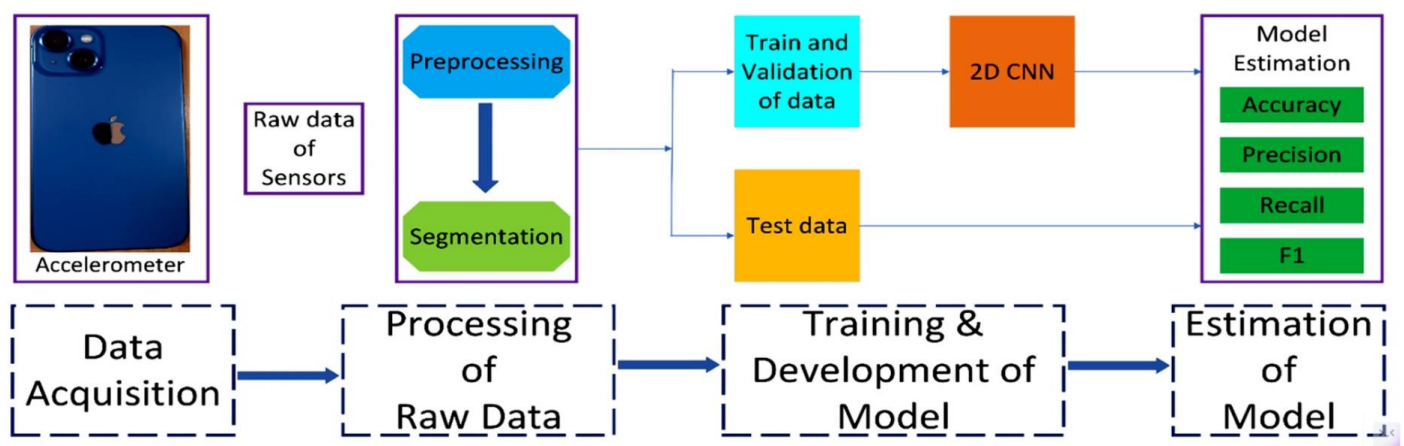 Accelerometer
Raw data
of
Sensors
Preprocessing
Segmentation
Train and
Validation
of data
2D CNN
Test data
Model
Estimation
Accuracy
Precision
Recall
F1
Data
Acquisition
Processing
of
Raw Data
Training &
Development of
Model
Estimation
of
Model